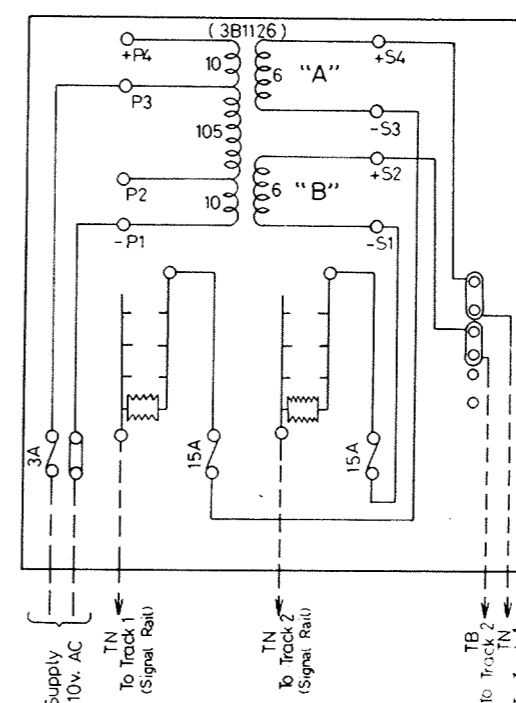 (3B1126)
+P4
10
6
"A"
+S4
P3
105
-S3
+S2
P2
10
6
"B"
-P1
-S1
3A
15A
15A
Supply
10v. AC
TN
To Track 1
(Signal Rail)
TN
To Track 2
(Signal Rail)
TB
To Track 2
TN